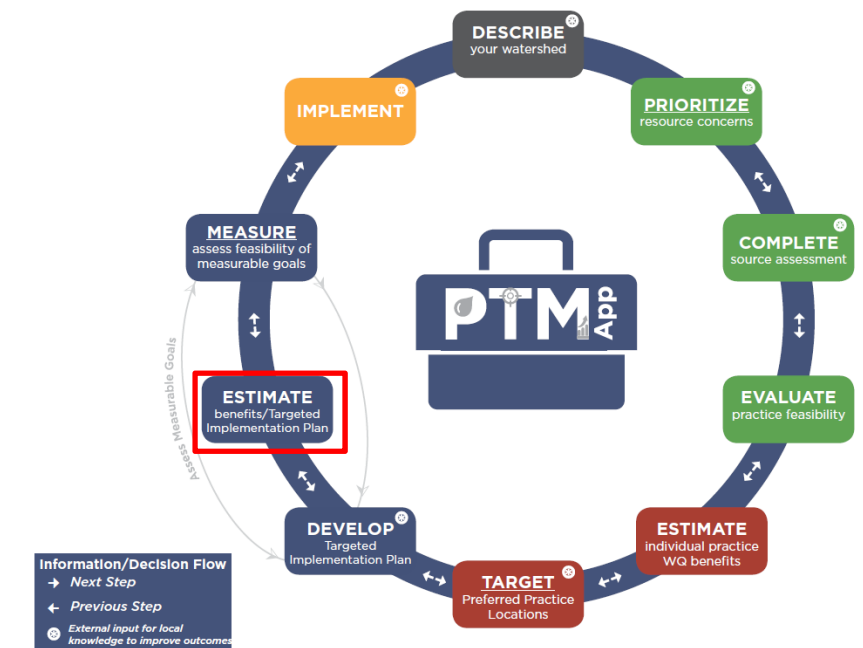 DESCRIBE
your watershed
PRIORITIZE
resource concerns
COMPLETE
source assessment
EVALUATE
practice feasibility
ESTIMATE
individual practice
WQ benefits
TARGET
Preferred Practice
Locations
DEVELOP
Targeted
Implementation Plan
ESTIMATE
benefits/Targeted
Implementation Plan
MEASURE
assess feasibility of
measurable goals
IMPLEMENT
Assess Measurable Goals
PTM App
Information/Decision Flow
Next Step
Previous Step
External input for local
knowledge to improve outcomes